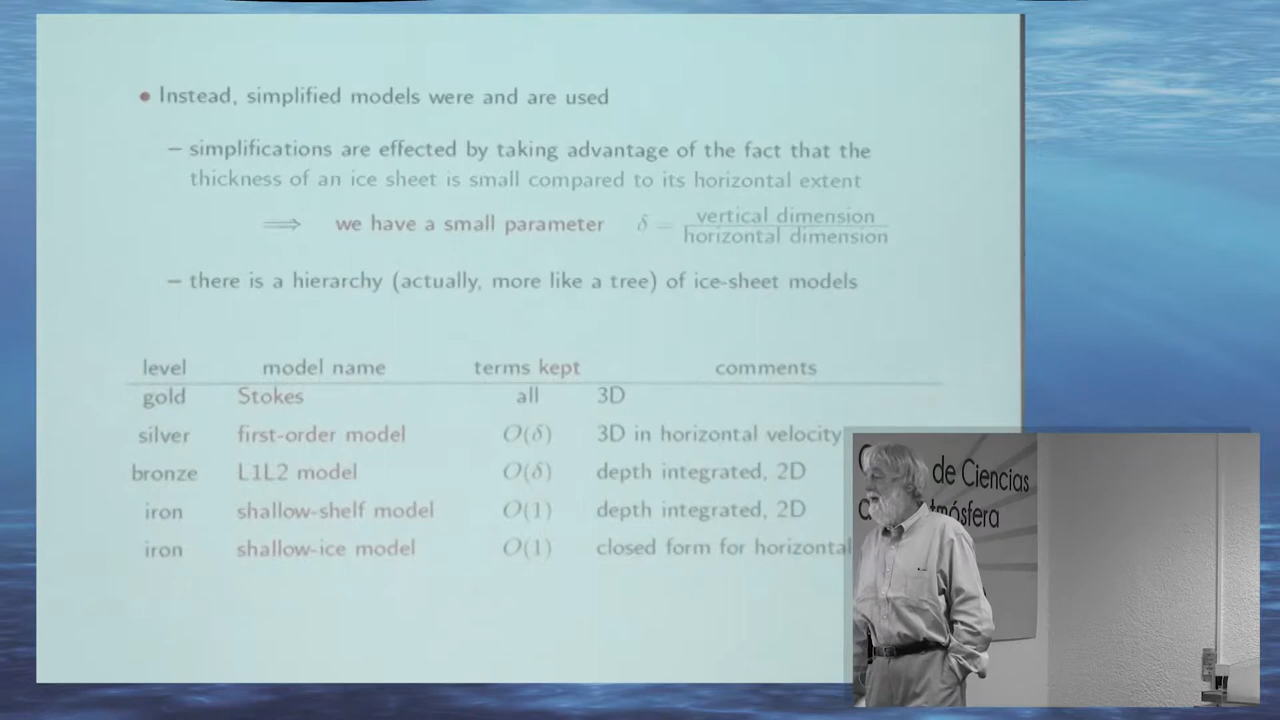 • Instead, simplified models were and are used
– simplifications are effected by taking advantage of the fact that the
thickness of an ice sheet is small compared to its horizontal extent
⟹ we have a small parameter δ = vertical dimension / horizontal dimension
– there is a hierarchy (actually, more like a tree) of ice-sheet models
level model name terms kept comments
gold Stokes all 3D
silver first-order model O(δ) 3D in horizontal velocity
bronze L1L2 model O(δ) depth integrated, 2D
iron shallow-shelf model O(1) depth integrated, 2D
iron shallow-ice model O(1) closed form for horizontal
de Ciencias